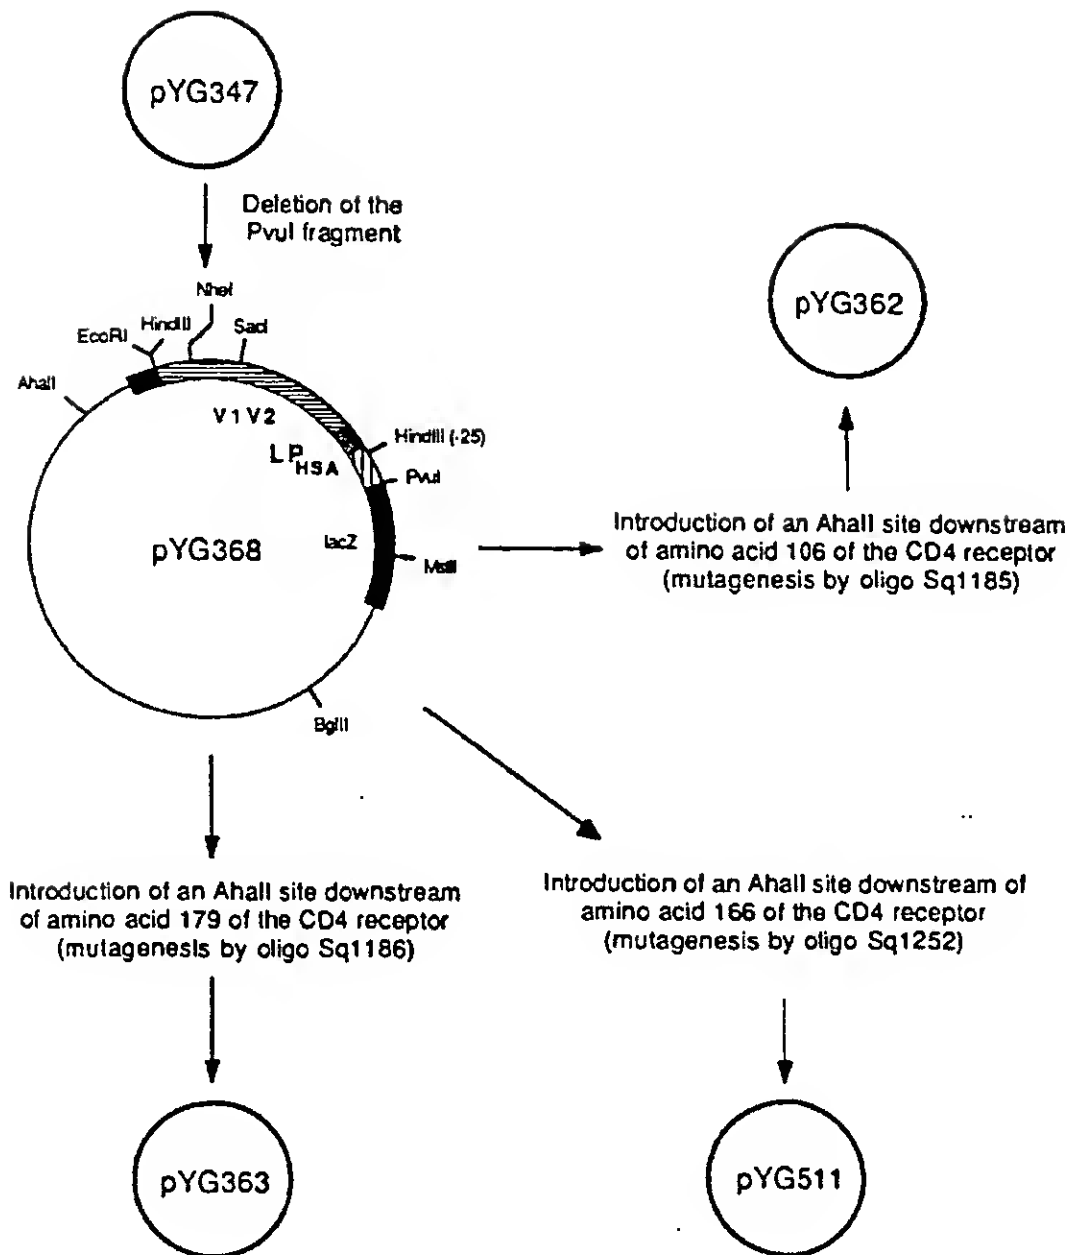 pYG347
Deletion of the
PvuI fragment
NheI
HindIII
SacI
EcoRI
AhaII
V1V2
HindIII (-25)
LP HSA
PvuI
lacZ
MstII
pYG368
BglII
pYG362
Introduction of an AhaII site downstream
of amino acid 106 of the CD4 receptor
(mutagenesis by oligo Sq1185)
Introduction of an AhaII site downstream
of amino acid 179 of the CD4 receptor
(mutagenesis by oligo Sq1186)
Introduction of an AhaII site downstream of
amino acid 166 of the CD4 receptor
(mutagenesis by oligo Sq1252)
pYG363
pYG511